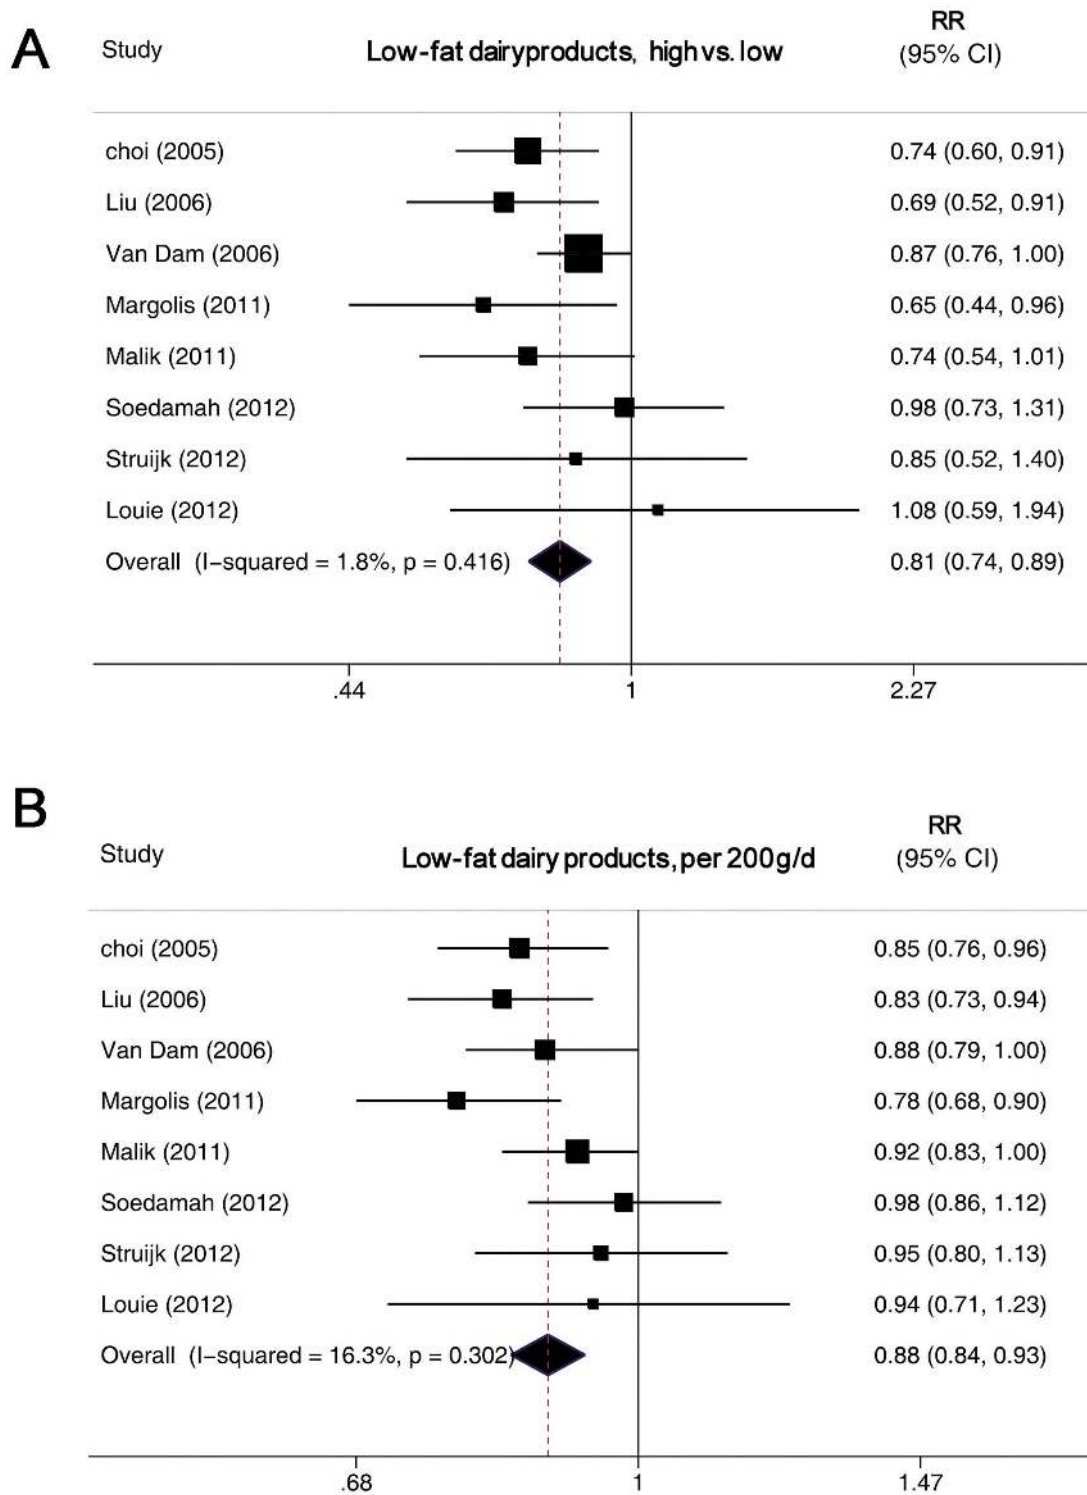 A
Study Low-fat dairyproducts, high vs. low RR
(95% CI)
choi (2005) 0.74 (0.60, 0.91)
Liu (2006) 0.69 (0.52, 0.91)
Van Dam (2006) 0.87 (0.76, 1.00)
Margolis (2011) 0.65 (0.44, 0.96)
Malik (2011) 0.74 (0.54, 1.01)
Soedamah (2012) 0.98 (0.73, 1.31)
Struijk (2012) 0.85 (0.52, 1.40)
Louie (2012) 1.08 (0.59, 1.94)
Overall (I−squared = 1.8%, p = 0.416) 0.81 (0.74, 0.89)
.44 1 2.27
B
Study Low-fat dairy products, per 200g/d RR
(95% CI)
choi (2005) 0.85 (0.76, 0.96)
Liu (2006) 0.83 (0.73, 0.94)
Van Dam (2006) 0.88 (0.79, 1.00)
Margolis (2011) 0.78 (0.68, 0.90)
Malik (2011) 0.92 (0.83, 1.00)
Soedamah (2012) 0.98 (0.86, 1.12)
Struijk (2012) 0.95 (0.80, 1.13)
Louie (2012) 0.94 (0.71, 1.23)
Overall (I−squared = 16.3%, p = 0.302) 0.88 (0.84, 0.93)
.68 1 1.47